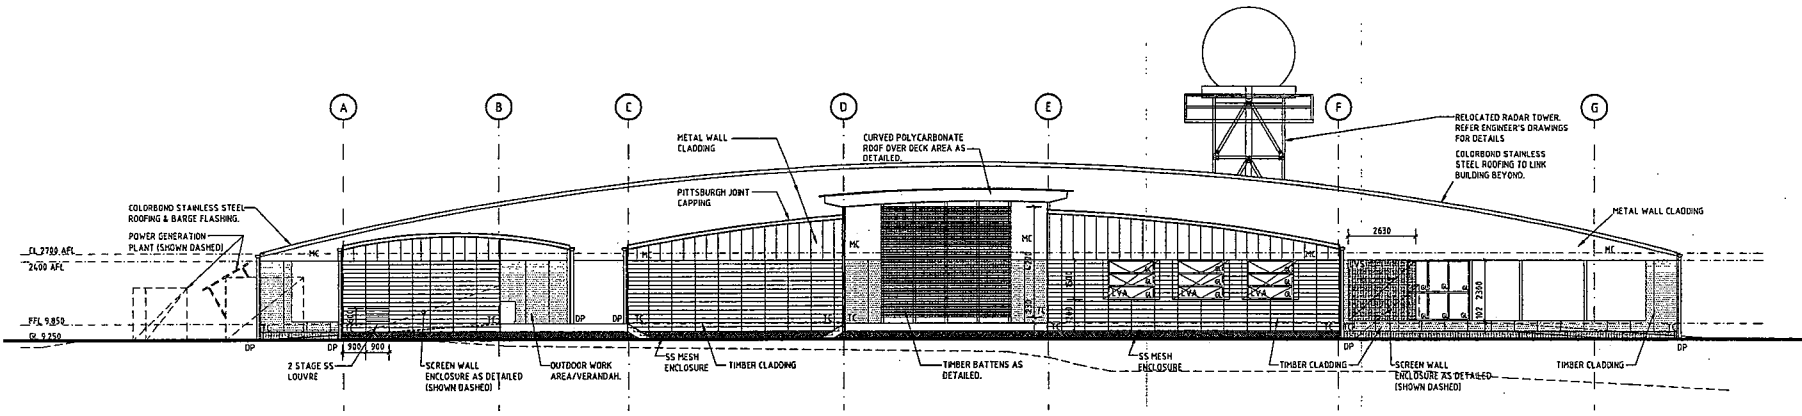 A
B
C
D
E
F
G
METAL WALL
CLADDING
CURVED POLYCARBONATE
ROOF OVER DECK AREA AS
DETAILED.
RELOCATED RADAR TOWER.
REFER ENGINEER'S DRAWINGS
FOR DETAILS
COLORBOND STAINLESS
STEEL ROOFING TO LINK
BUILDING BEYOND.
PITTSBURGH JOINT
CAPPING
COLORBOND STAINLESS STEEL
ROOFING & BARGE FLASHING.
POWER GENERATION
PLANT (SHOWN DASHED)
METAL WALL CLADDING
2630
CL 2700 AFL
2400 AFL
MC
MC
MC
MC
MC
MC
FFL 9.850
GL 9.250
2300
102
TC
TC
TC
TC
TC
TC
DP
DP
DP
DP
900
900
DP
DP
2 STAGE SS
LOUVRE
SCREEN WALL
ENCLOSURE AS DETAILED
(SHOWN DASHED)
OUTDOOR WORK
AREA/VERANDAH.
SS MESH
ENCLOSURE
TIMBER CLADDING
TIMBER BATTENS AS
DETAILED.
SS MESH
ENCLOSURE
TIMBER CLADDING
SCREEN WALL
ENCLOSURE AS DETAILED
(SHOWN DASHED)
TIMBER CLADDING